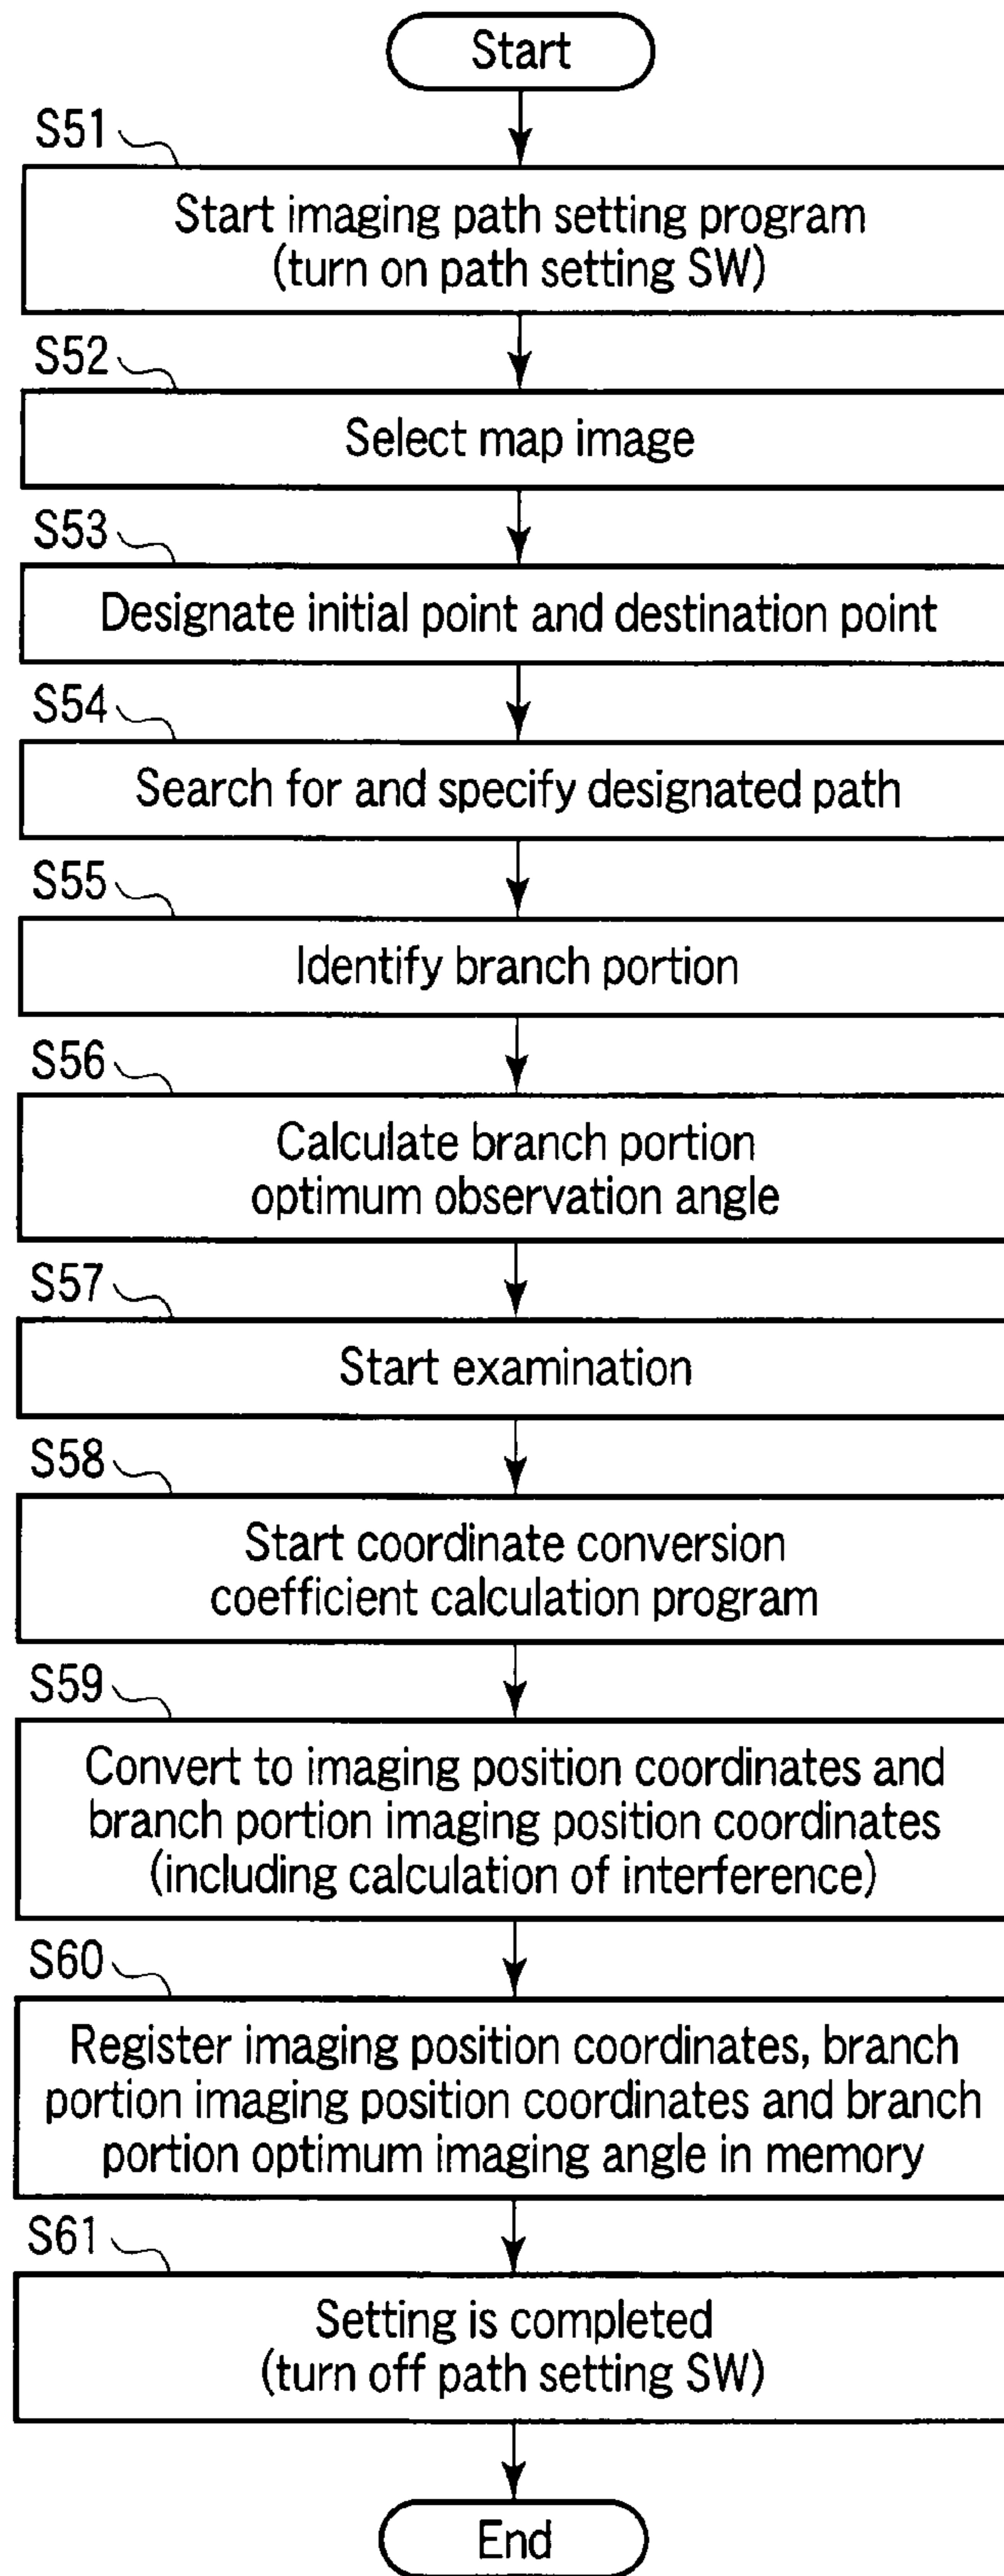 Start
S51
Start imaging path setting program
(turn on path setting SW)
S52
Select map image
S53
Designate initial point and destination point
S54
Search for and specify designated path
S55
Identify branch portion
S56
Calculate branch portion
optimum observation angle
S57
Start examination
S58
Start coordinate conversion
coefficient calculation program
S59
Convert to imaging position coordinates and
branch portion imaging position coordinates
(including calculation of interference)
S60
Register imaging position coordinates, branch
portion imaging position coordinates and branch
portion optimum imaging angle in memory
S61
Setting is completed
(turn off path setting SW)
End